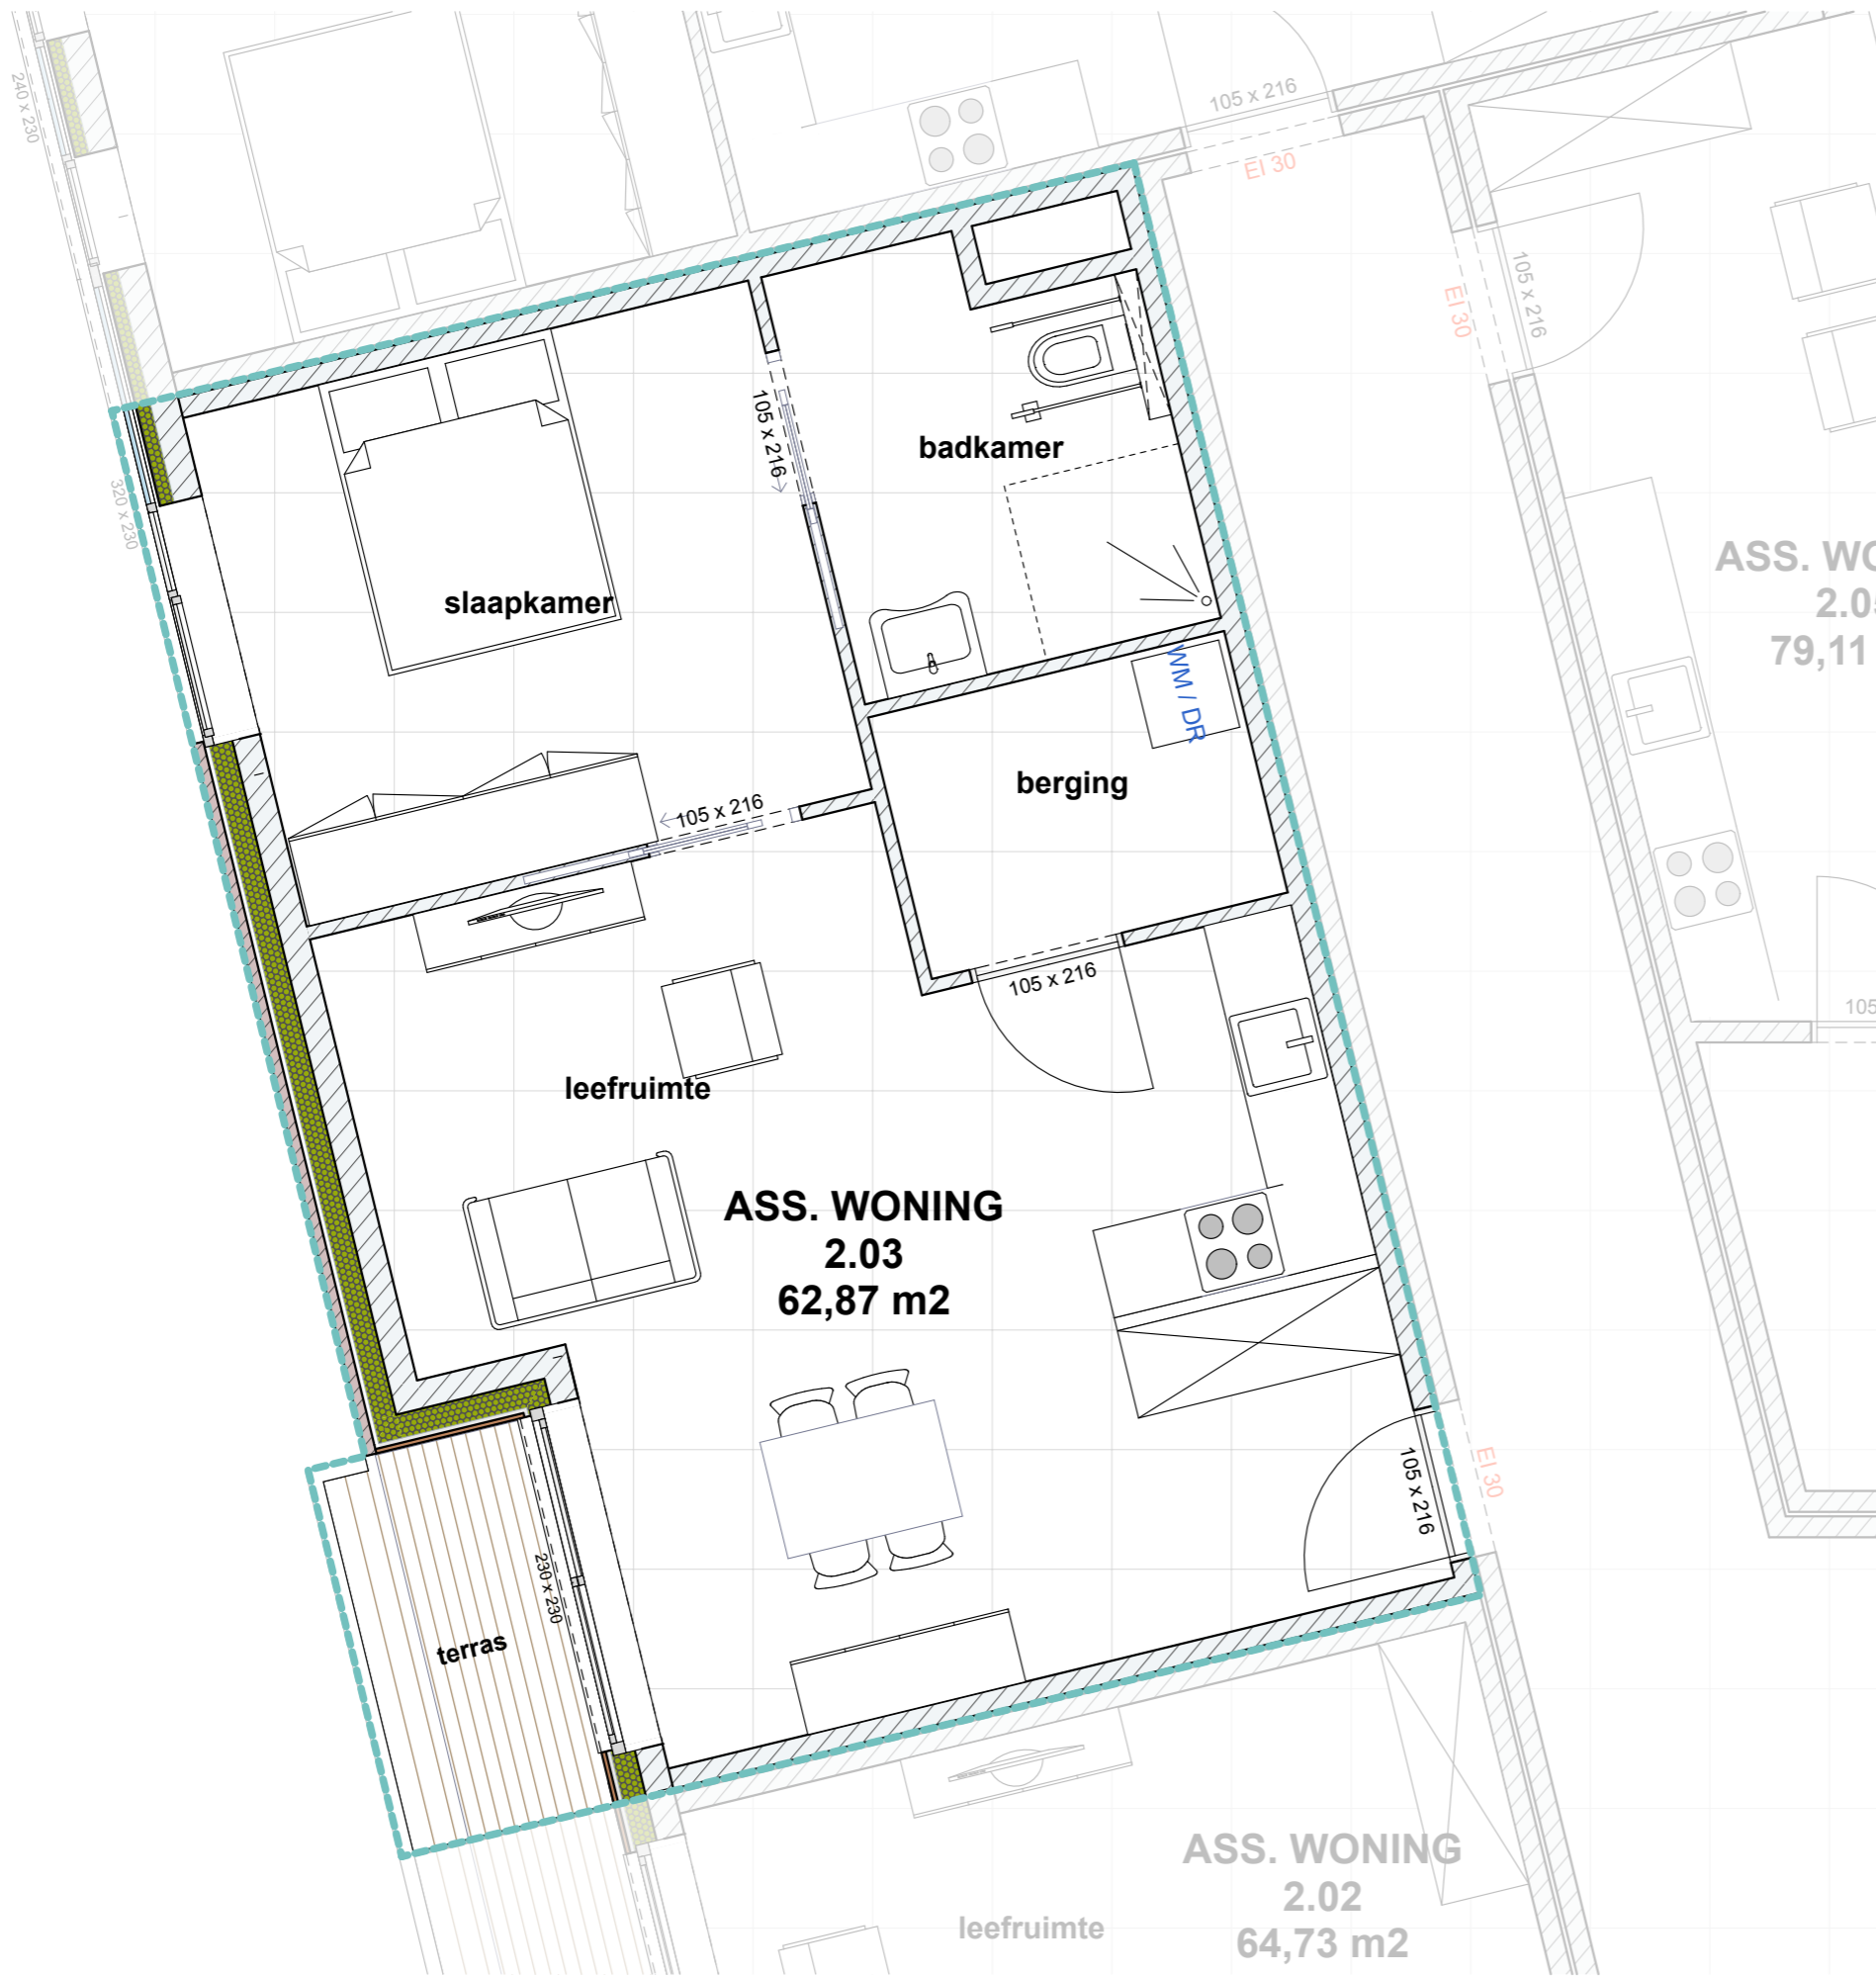 240 x 230
105 x 216
EI 30
105 x 216
EI 30
320 x 230
105 x 216
badkamer
slaapkamer
ASS. WO
2.05
79,11
WM / DR
berging
105 x 216
105 x 216
105
leefruimte
ASS. WONING
2.03
62,87 m2
105 x 216
EI 30
230 x 230
terras
ASS. WONING
2.02
64,73 m2
leefruimte